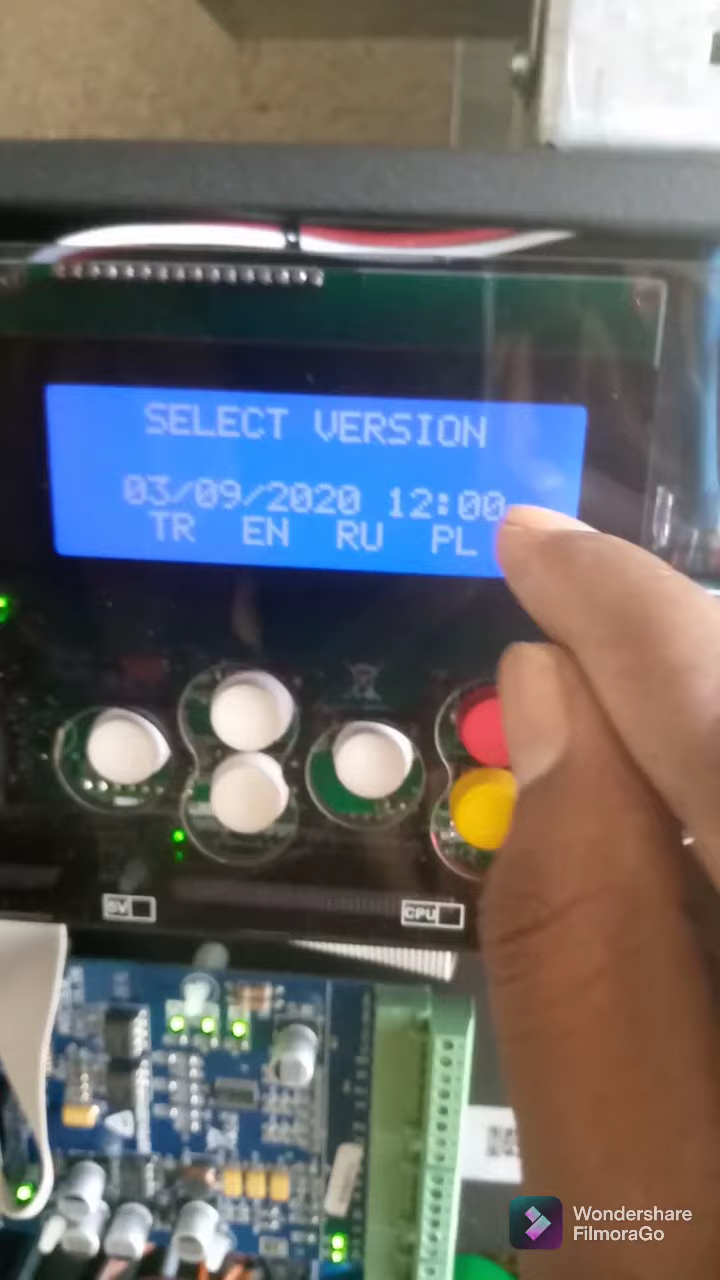 SELECT VERSION
03/09/2020 12:00
TR EN RU PL
5V
CPU
Wondershare
FilmoraGo